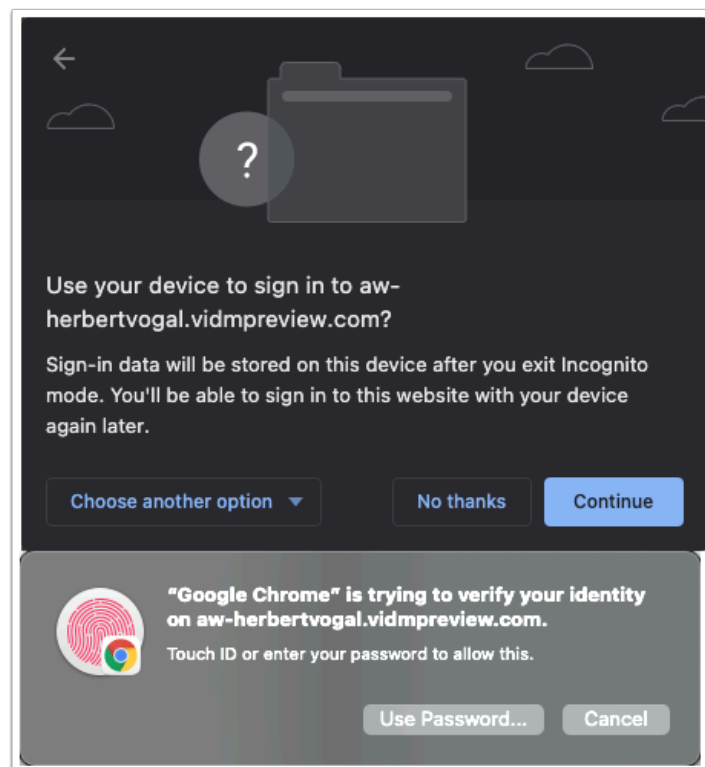 ?
Use your device to sign in to aw-
herbertvogal.vidmpreview.com?
Sign-in data will be stored on this device after you exit Incognito
mode. You'll be able to sign in to this website with your device
again later.
Choose another option
No thanks
Continue
“Google Chrome” is trying to verify your identity
on aw-herbertvogal.vidmpreview.com.
Touch ID or enter your password to allow this.
Use Password...
Cancel